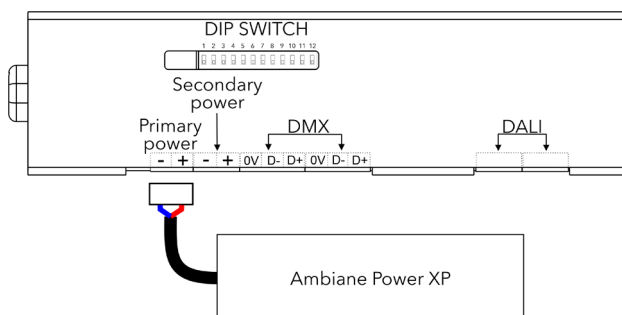 DIP SWITCH
1 2 3 4 5 6 7 8 9 10 11 12
Secondary
power
Primary
power
DMX
DALI
- + - + 0V D- D+ 0V D- D+
Ambiane Power XP